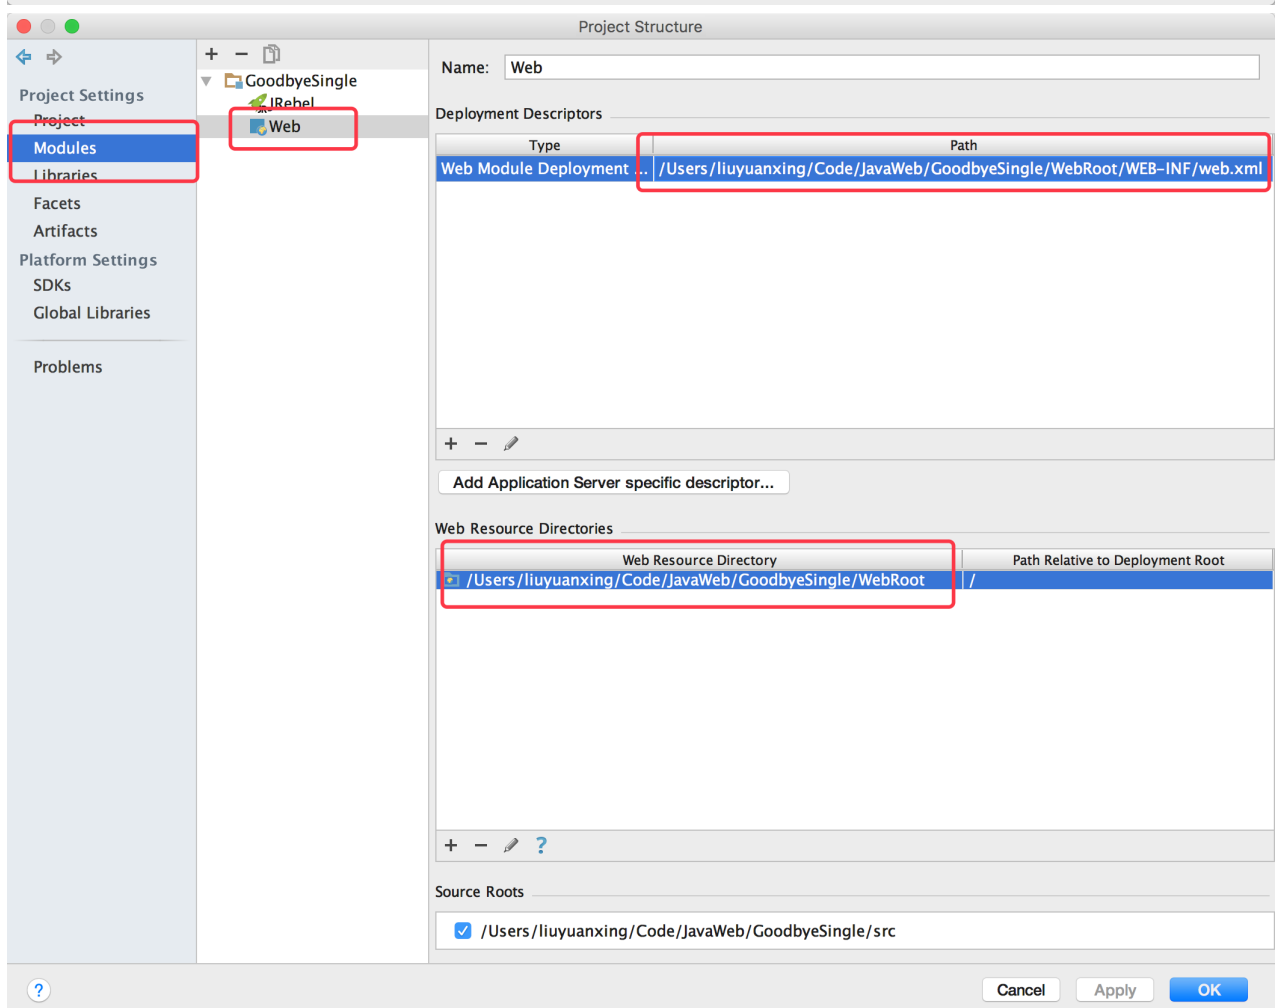 Project Structure
Project Settings
Project
Modules
Libraries
Facets
Artifacts
Platform Settings
SDKs
Global Libraries
Problems
GoodbyeSingle
JRebel
Web
Name: Web
Deployment Descriptors
Type Path
Web Module Deployment ... /Users/liuyuanxing/Code/JavaWeb/GoodbyeSingle/WebRoot/WEB-INF/web.xml
Add Application Server specific descriptor...
Web Resource Directories
Web Resource Directory Path Relative to Deployment Root
/Users/liuyuanxing/Code/JavaWeb/GoodbyeSingle/WebRoot /
?
Source Roots
/Users/liuyuanxing/Code/JavaWeb/GoodbyeSingle/src
? Cancel Apply OK